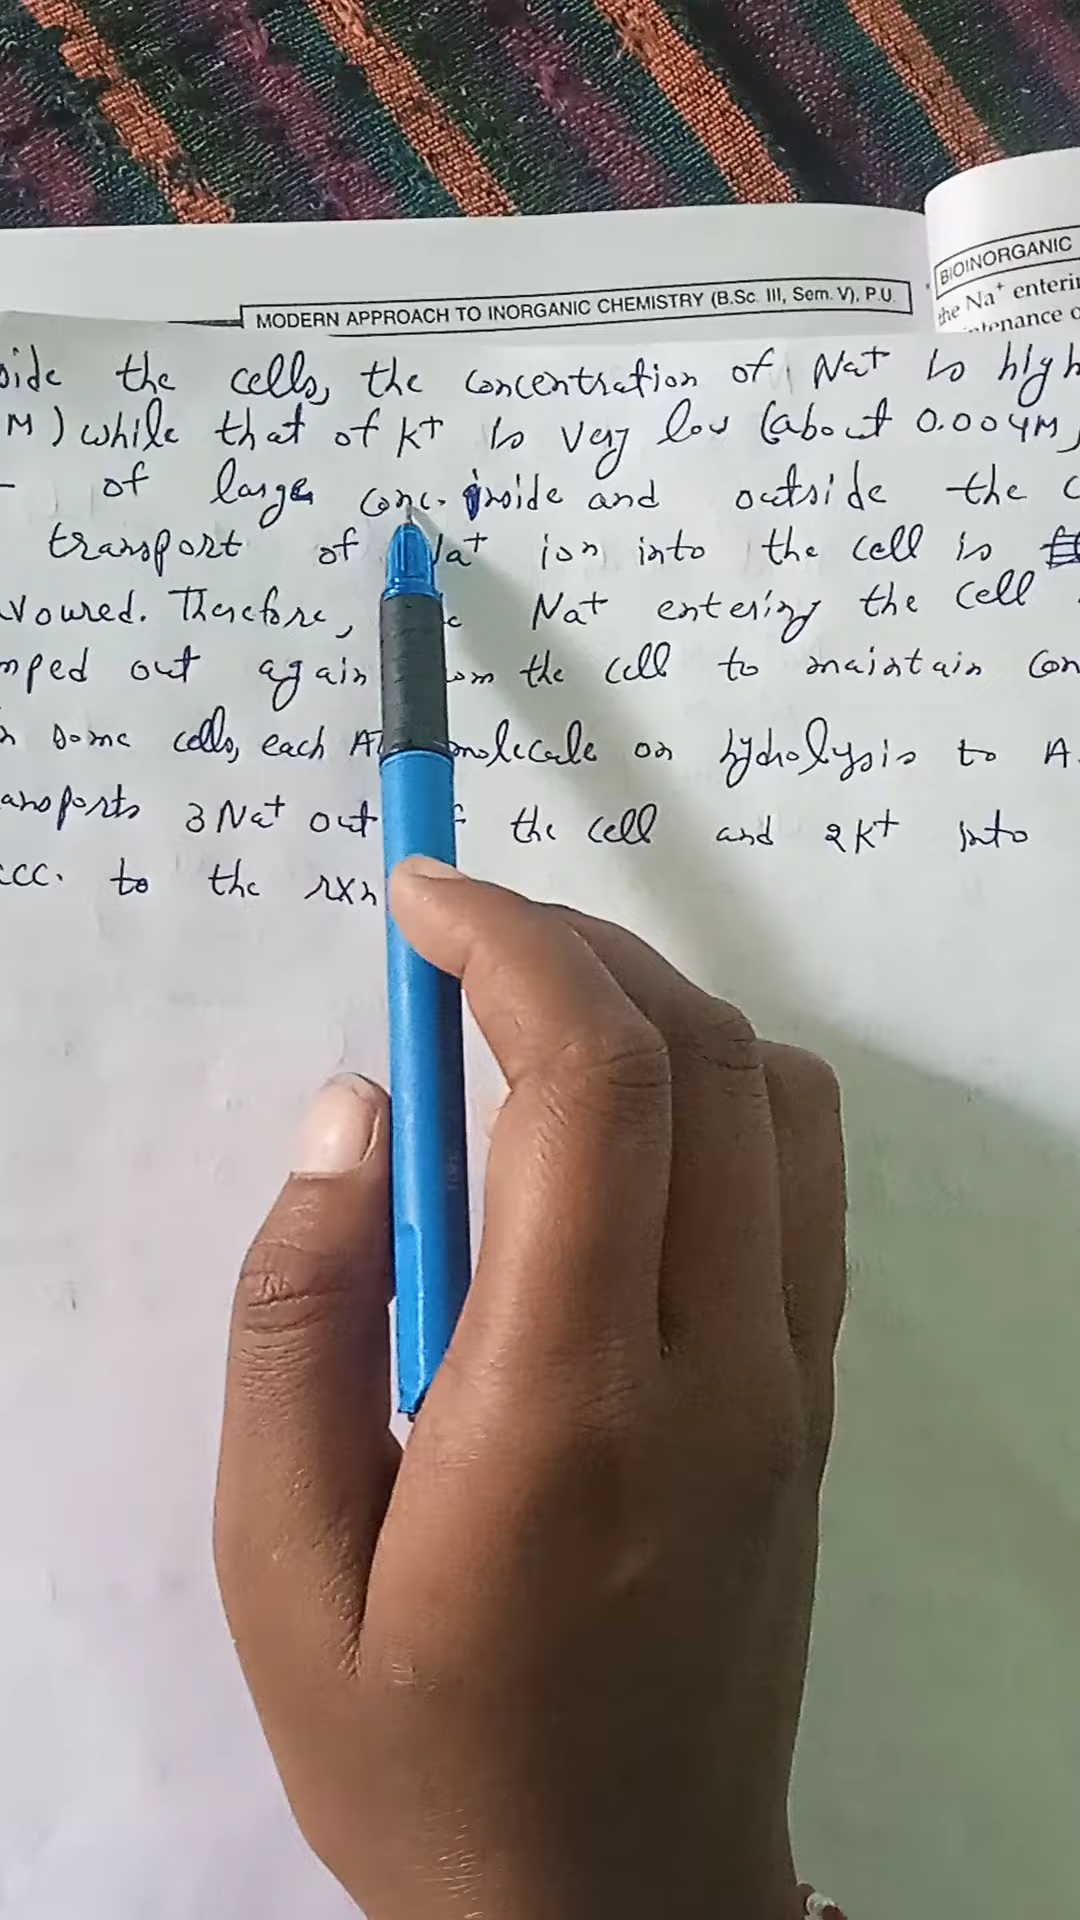 MODERN APPROACH TO INORGANIC CHEMISTRY (B.Sc. III, Sem. V), P.U.
BIOINORGANIC
the Na⁺ enteri
ntenance o
side the cells, the concentration of Na⁺ is high
M) while that of K⁺ is very low (about 0.004M)
of large conc. inside and outside the c
transport of Na⁺ ion into the cell is
voured. Therefore, Na⁺ entering the cell
mped out again the cell to maintain con
n some cells, each molecule on hydrolysis to A
ansports 3Na⁺ out the cell and 2K⁺ into
acc. to the rxn